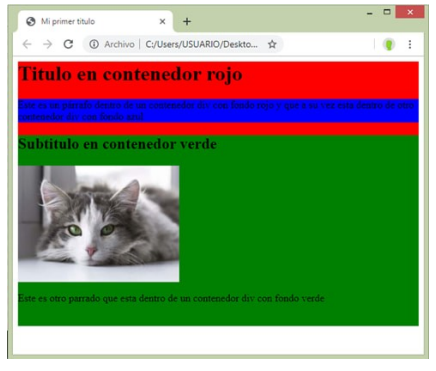 Mi primer titulo
Archivo | C:/Users/USUARIO/Deskto...
Titulo en contenedor rojo
Este es un parrado dentro de un contenedor div con fondo rojo y que a su vez esta dentro de otro
contenedor div con fondo azul
Subtitulo en contenedor verde
Este es otro parrado que esta dentro de un contenedor div con fondo verde